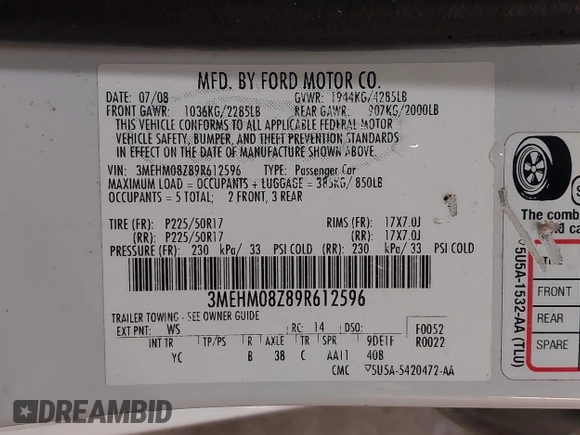 MFD. BY FORD MOTOR CO.
DATE: 07/08 GVWR: 1944KG/4285LB
FRONT GAWR: 1036KG/2285LB REAR GAWR: 907KG/2000LB
THIS VEHICLE CONFORMS TO ALL APPLICABLE FEDERAL MOTOR
VEHICLE SAFETY, BUMPER, AND THEFT PREVENTION STANDARDS
IN EFFECT ON THE DATE OF MANUFACTURE SHOWN ABOVE.
VIN: 3MEHM08Z89R612596 TYPE: Passenger Car
MAXIMUM LOAD = OCCUPANTS + LUGGAGE = 385KG/850LB
OCCUPANTS = 5 TOTAL; 2 FRONT, 3 REAR
TIRE (FR): P225/50R17 RIMS (FR): 17X7.0J
(RR): P225/50R17 (RR): 17X7.0J
PRESSURE (FR): 230 kPa/ 33 PSI COLD (RR): 230 kPa/ 33 PSI COLD
3MEHM08Z89R612596
TRAILER TOWING - SEE OWNER GUIDE
EXT PNT: WS RC: 14 DSO: F0052
INT TR TP/PS R AXLE TR SPR 9DE1F R0022
YC B 38 C AA11 40B
CMC ▽5U5A-5420472-AA
The comb
and ca
FRONT
REAR
SPARE
5U5A-1532-AA (TLU)
DREAMBID